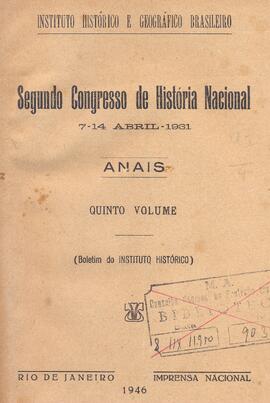 INSTITUTO HISTÓRICO E GEOGRÁFICO BRASILEIRO
Segundo Congresso de História Nacional
7-14 ABRIL-1931
ANAIS
QUINTO VOLUME
(Boletim do INSTITUTO HISTÓRICO)
M. A.
RIO DE JANEIRO IMPRENSA NACIONAL
1946